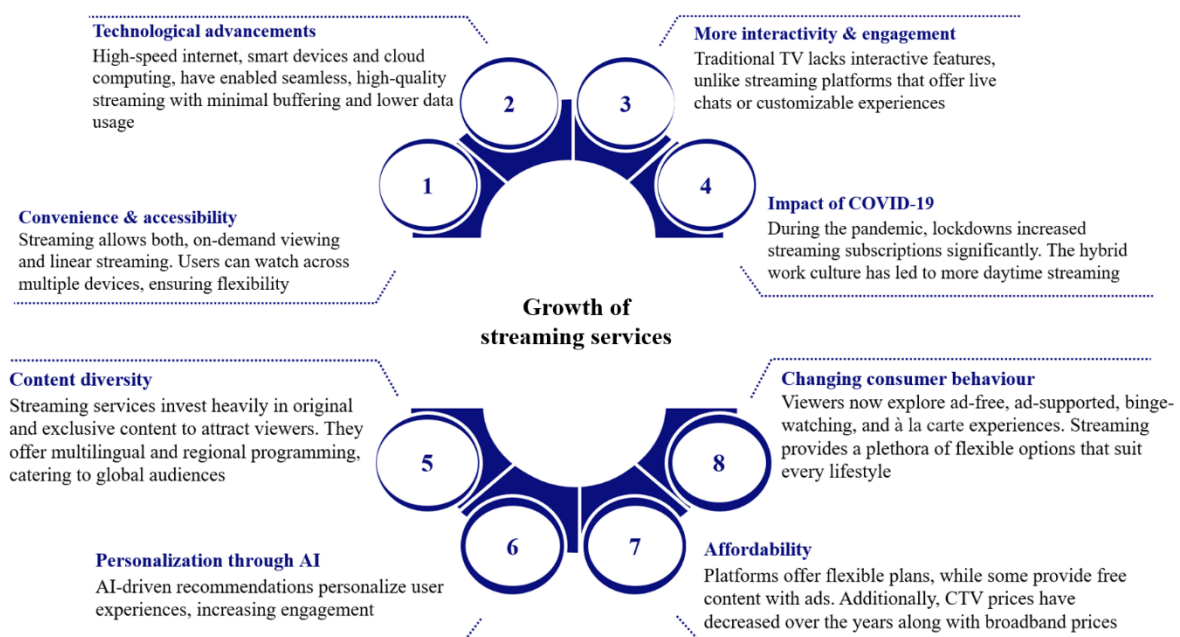 Technological advancements
High-speed internet, smart devices and cloud
computing, have enabled seamless, high-quality
streaming with minimal buffering and lower data
usage
More interactivity & engagement
Traditional TV lacks interactive features,
unlike streaming platforms that offer live
chats or customizable experiences
2
3
1
4
Convenience & accessibility
Streaming allows both, on-demand viewing
and linear streaming. Users can watch across
multiple devices, ensuring flexibility
Impact of COVID-19
During the pandemic, lockdowns increased
streaming subscriptions significantly. The hybrid
work culture has led to more daytime streaming
Growth of
streaming services
Content diversity
Streaming services invest heavily in original
and exclusive content to attract viewers. They
offer multilingual and regional programming,
catering to global audiences
Changing consumer behaviour
Viewers now explore ad-free, ad-supported, binge-
watching, and à la carte experiences. Streaming
provides a plethora of flexible options that suit
every lifestyle
5
8
6
7
Personalization through AI
AI-driven recommendations personalize user
experiences, increasing engagement
Affordability
Platforms offer flexible plans, while some provide free
content with ads. Additionally, CTV prices have
decreased over the years along with broadband prices